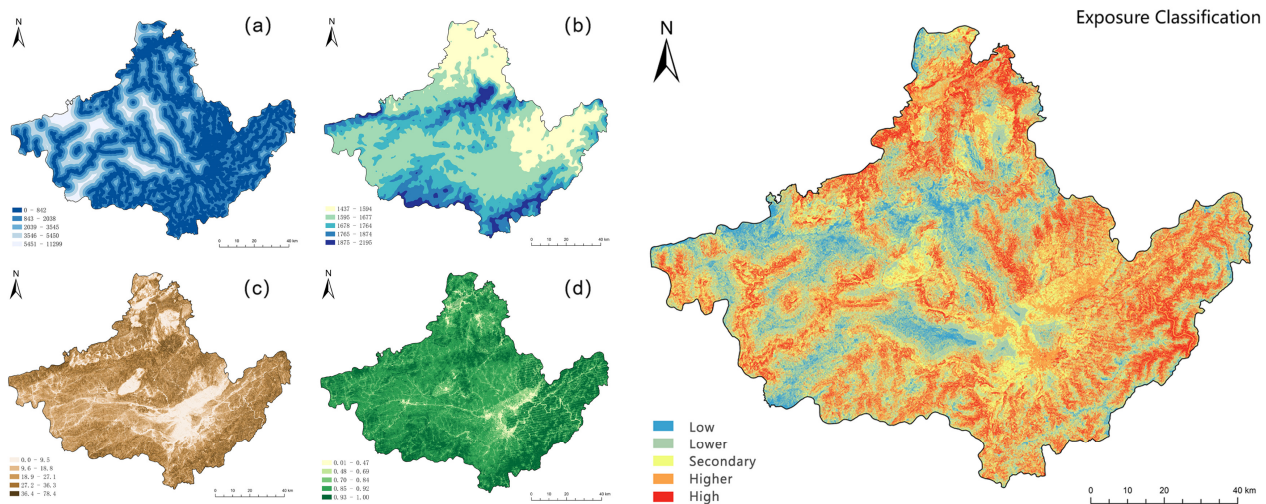 N
(a)
0 - 842
843 - 2038
2039 - 3545
3546 - 5450
5451 - 11299
0 10 20 40 km
N
(b)
1437 - 1594
1595 - 1677
1678 - 1764
1765 - 1874
1875 - 2195
0 10 20 40 km
N
(c)
0.0 - 9.5
9.6 - 18.8
18.9 - 27.1
27.2 - 36.3
36.4 - 78.4
0 10 20 40 km
N
(d)
0.01 - 0.47
0.48 - 0.69
0.70 - 0.84
0.85 - 0.92
0.93 - 1.00
0 10 20 40 km
Exposure Classification
N
Low
Lower
Secondary
Higher
High
0 10 20 40 km